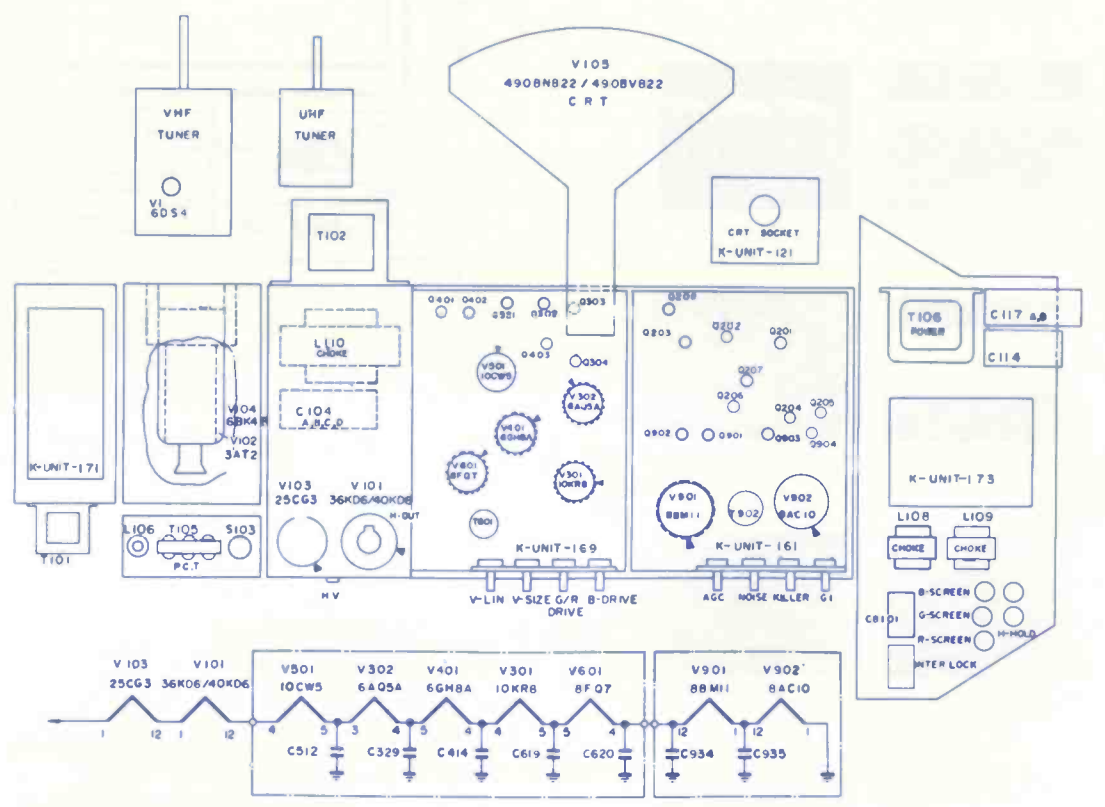 V105
490BNB22 / 490BVB22
C R T
VHF
TUNER
V1
6DS4
UHF
TUNER
T102
CRT SOCKET
K-UNIT-121
Q401
Q402
Q302
Q303
Q208
Q203
Q202
Q201
Q403
Q304
Q207
Q206
Q204
Q205
Q902
Q901
Q903
Q904
T106
POWER
C117 A,B
C114
L110
CHOKE
C104
A,B,C,D
V501
10CW5
V302
6AQ5A
V401
6GH8A
V601
8FQ7
V301
10KR8
T601
V104
6BK4
V102
3AT2
K-UNIT-171
T101
L106
T105
S103
P.C.T
V103
25CG3
V101
36KD6/40KD6
H-OUT
HV
V901
8BM11
T902
V902
8AC10
K-UNIT-169
K-UNIT-161
V-LIN
V-SIZE
G/R
DRIVE
B-DRIVE
AGC
NOISE
KILLER
G1
K-UNIT-173
L108
L109
CHOKE
CHOKE
B-SCREEN
G-SCREEN
R-SCREEN
H-HOLD
C8101
INTER LOCK
V103
25CG3
V101
36KD6/40KD6
V501
10CW5
V302
6AQ5A
V401
6GH8A
V301
10KR8
V601
8FQ7
V901
8BM11
V902
8AC10
1 12 1 12 4 5 3 4 5 4 4 5 5 4 12 1 12 1
C512
C329
C414
C619
C620
C934
C935